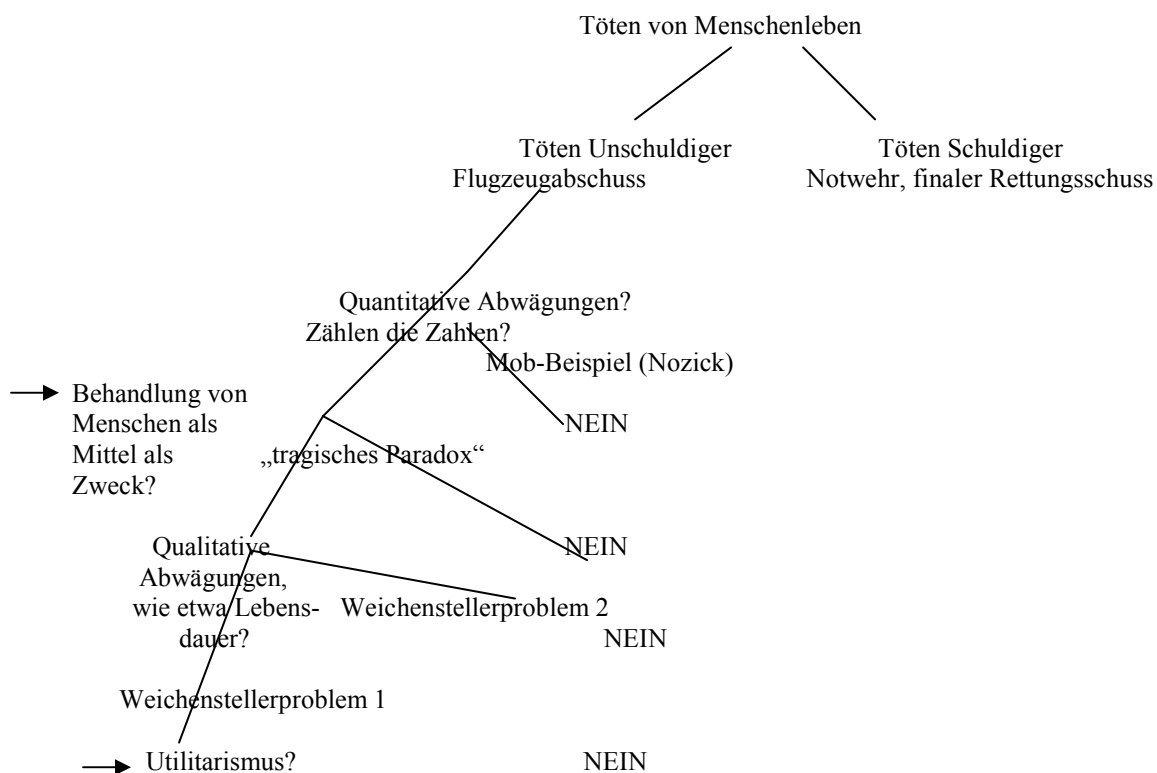 Töten von Menschenleben
Töten Unschuldiger
Töten Schuldiger
Flugzeugabschuss
Notwehr, finaler Rettungsschuss
Quantitative Abwägungen?
Zählen die Zahlen?
Mob-Beispiel (Nozick)
Behandlung von
Menschen als
Mittel als
Zweck?
NEIN
„tragisches Paradox“
NEIN
Qualitative
Abwägungen,
wie etwa Lebens-
dauer?
Weichenstellerproblem 2
NEIN
Weichenstellerproblem 1
Utilitarismus?
NEIN